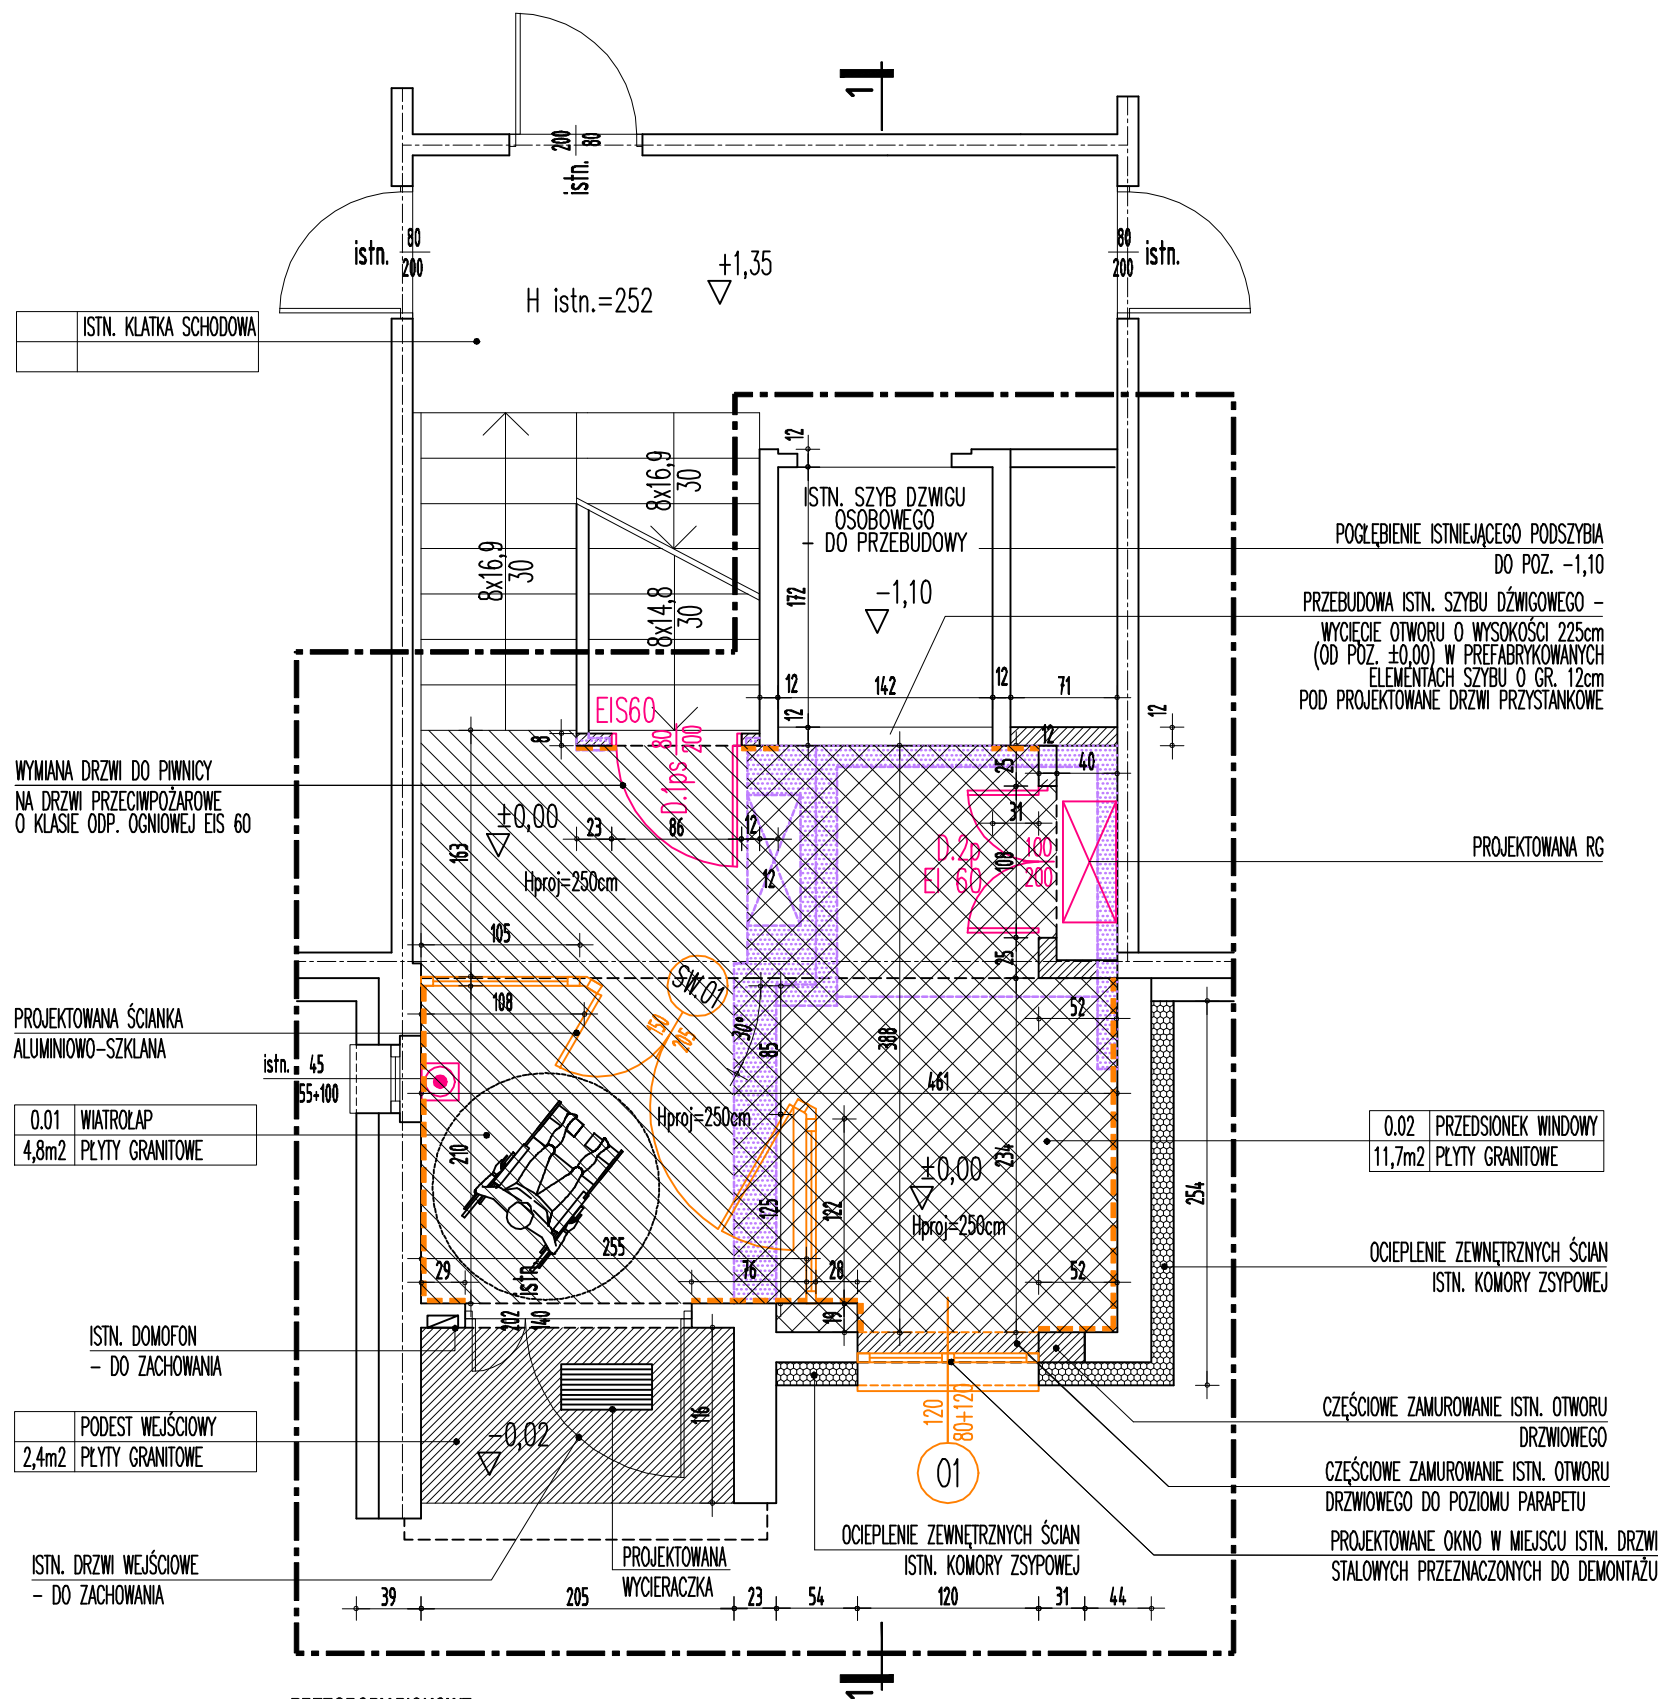 1
200
80
istn.
istn.
80
200
80
200
istn.
+1,35
H istn.=252
ISTN. KLATKA SCHODOWA
8x16,9
30
8x16,9
30
8x14,8
30
12
ISTN. SZYB DZWIGU
OSOBOWEGO
- DO PRZEBUDOWY
172
-1,10
POGŁĘBIENIE ISTNIEJĄCEGO PODSZYBIA
DO POZ. -1,10
PRZEBUDOWA ISTN. SZYBU DŹWIGOWEGO -
WYCIĘCIE OTWORU O WYSOKOŚCI 225cm
(OD POZ. ±0,00) W PREFABRYKOWANYCH
ELEMENTACH SZYBU O GR. 12cm
POD PROJEKTOWANE DRZWI PRZYSTANKOWE
12
142
12
71
12
12
12
EIS60
80
200
D.1ps
8
WYMIANA DRZWI DO PIWNICY
NA DRZWI PRZECIWPOŻAROWE
O KLASIE ODP. OGNIOWEJ EIS 60
±0,00
163
23
86
12
Hproj=250cm
12
25
40
31
D.2p
EI 60
108
100
200
25
PROJEKTOWANA RG
105
SW.01
108
150
205
30°
85
388
52
PROJEKTOWANA ŚCIANKA
ALUMINIOWO-SZKLANA
istn.
45
55+100
461
Hproj=250cm
0.01 WIATROŁAP
4,8m2 PŁYTY GRANITOWE
210
0.02 PRZEDSIONEK WINDOWY
11,7m2 PŁYTY GRANITOWE
±0,00
234
254
125
122
Hproj=250cm
255
29
istn.
76
28
52
OCIEPLENIE ZEWNĘTRZNYCH ŚCIAN
ISTN. KOMORY ZSYPOWEJ
202
140
19
ISTN. DOMOFON
- DO ZACHOWANIA
PODEST WEJŚCIOWY
2,4m2 PŁYTY GRANITOWE
-0,02
116
120
80+120
01
CZĘŚCIOWE ZAMUROWANIE ISTN. OTWORU
DRZWIOWEGO
CZĘŚCIOWE ZAMUROWANIE ISTN. OTWORU
DRZWIOWEGO DO POZIOMU PARAPETU
PROJEKTOWANE OKNO W MIEJSCU ISTN. DRZWI
STALOWYCH PRZEZNACZONYCH DO DEMONTAŻU
OCIEPLENIE ZEWNĘTRZNYCH ŚCIAN
ISTN. KOMORY ZSYPOWEJ
PROJEKTOWANA
WYCIERACZKA
ISTN. DRZWI WEJŚCIOWE
- DO ZACHOWANIA
39
205
23
54
120
31
44
1